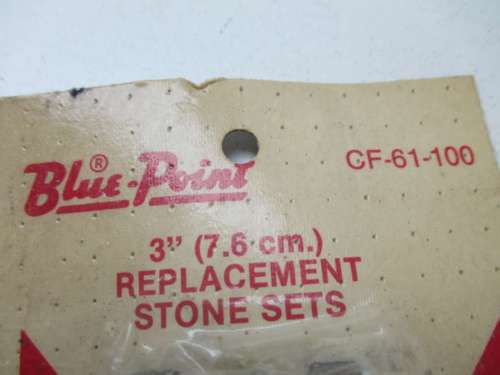 Blue-Point®
CF-61-100
3" (7.6 cm.)
REPLACEMENT
STONE SETS